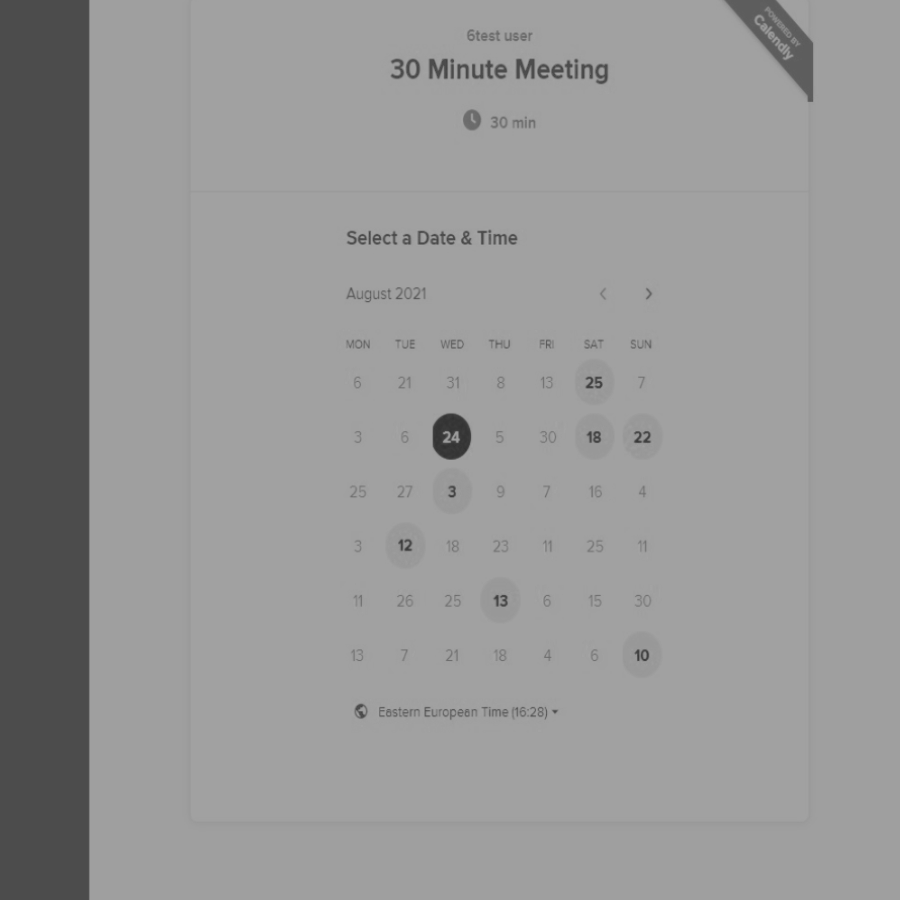 POWERED BY
Calendly
6test user
30 Minute Meeting
30 min
Select a Date & Time
August 2021
MON TUE WED THU FRI SAT SUN
6 21 31 8 13 25 7
3 6 24 5 30 18 22
25 27 3 9 7 16 4
3 12 18 23 11 25 11
11 26 25 13 6 15 30
13 7 21 18 4 6 10
Eastern European Time (16:28)